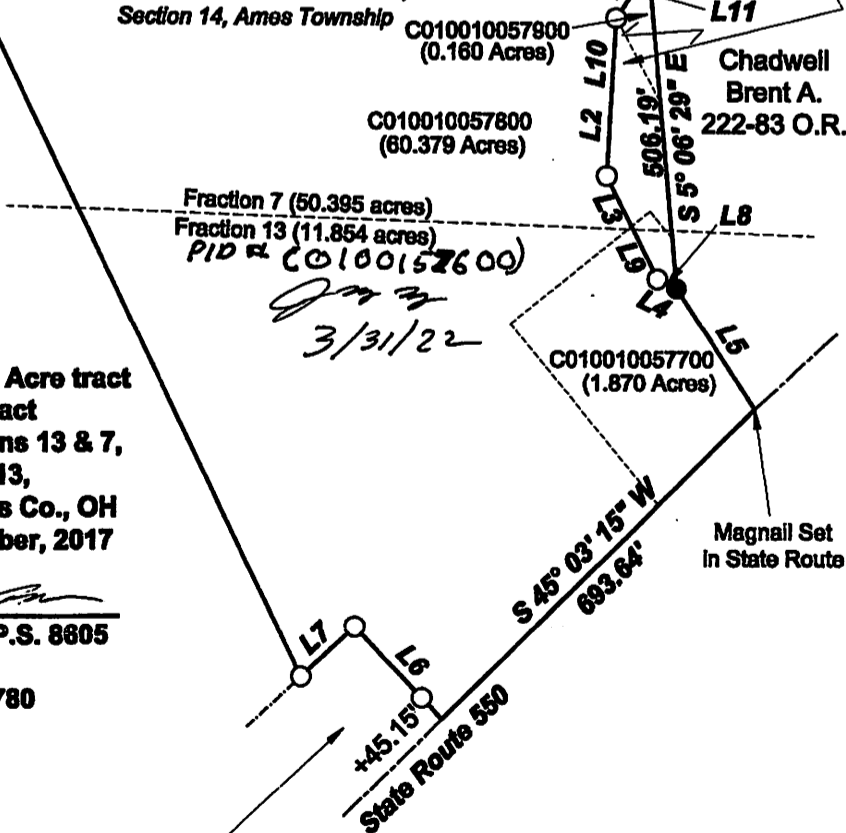 Section 14, Ames Township
C010010057900
(0.160 Acres)
L11
L10
Chadwell
Brent A.
222-83 O.R.
C010010057800
(60.379 Acres)
L2
506.19'
S 5° 06' 29" E
L3
Fraction 7 (50.395 acres)
Fraction 13 (11.854 acres)
L8
L9
L4
3/31/22
L5
C010010057700
(1.870 Acres)
Acre tract
act
ns 13 & 7,
13,
s Co., OH
ber, 2017
S 45° 03' 15" W
693.64'
Magnail Set
in State Route
P.S. 8605
L7
L6
780
+45.15'
State Route 550